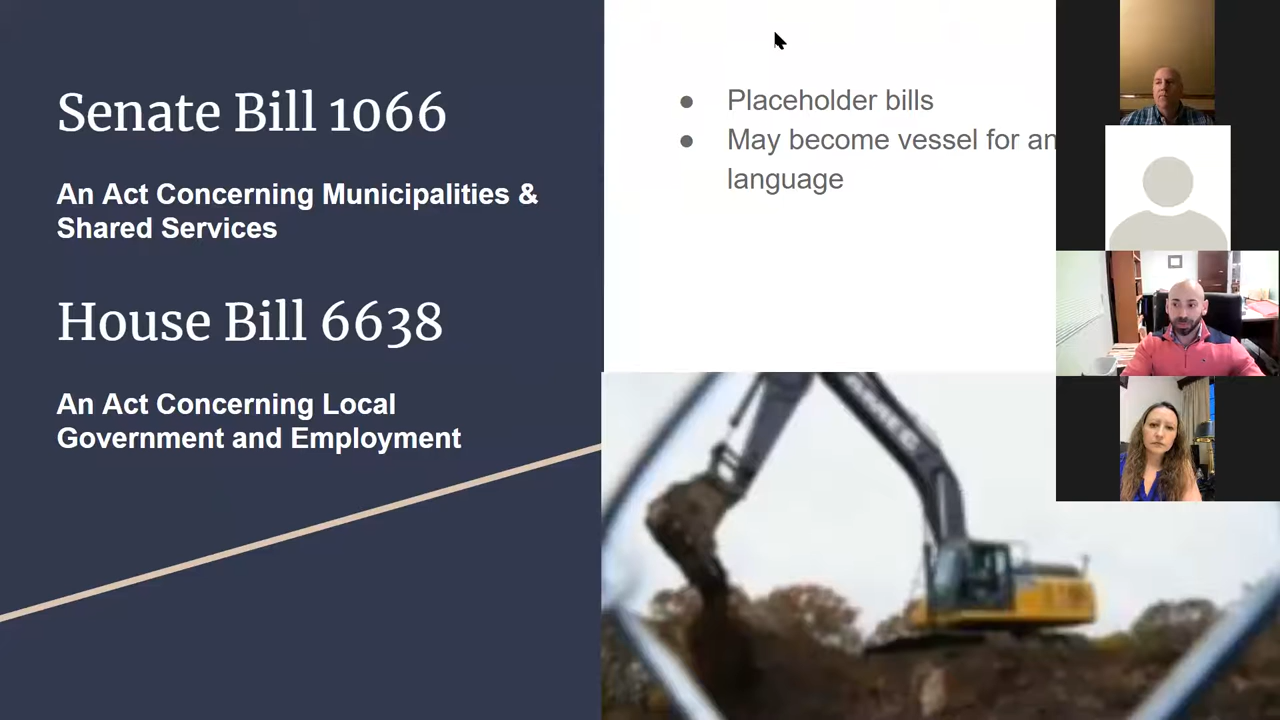 Senate Bill 1066
An Act Concerning Municipalities &
Shared Services
House Bill 6638
An Act Concerning Local
Government and Employment
● Placeholder bills
● May become vessel for an
language